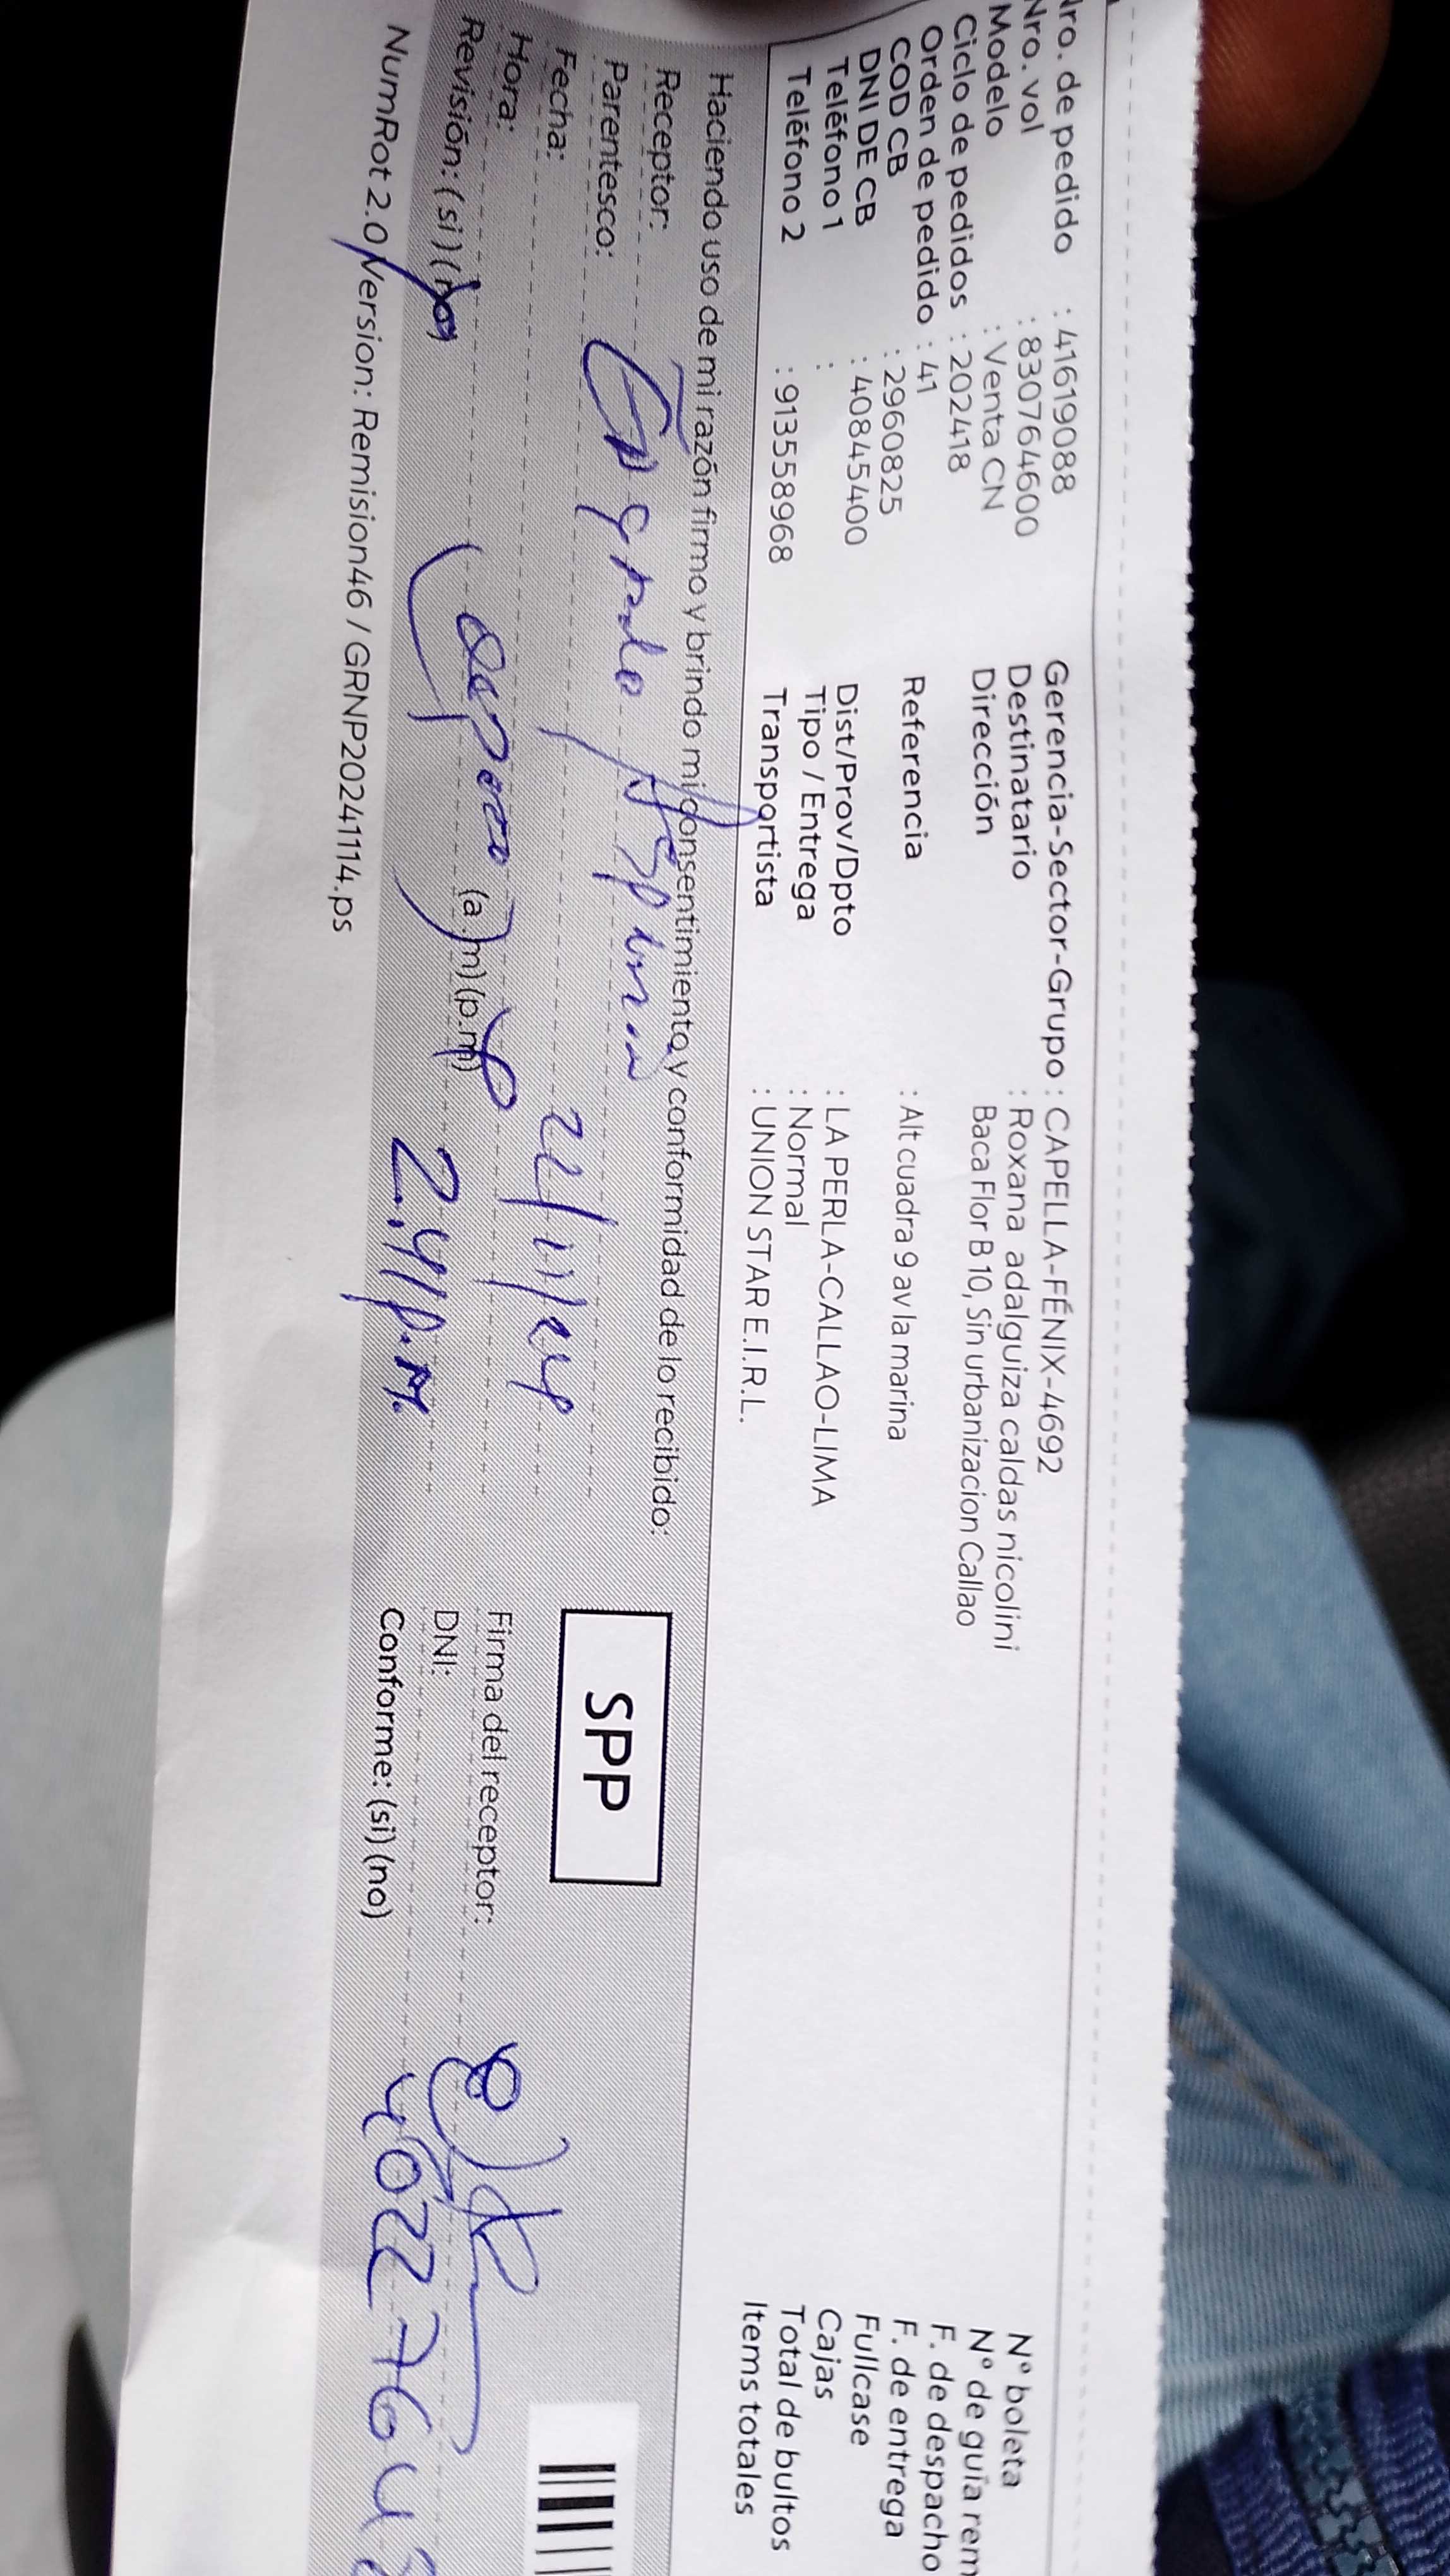 Nro. de pedido : 416190088
Nro. vol : 830764600
Modelo : Venta CN
Ciclo de pedidos : 202418
Orden de pedido : 41
COD CB : 2960825
DNI DE CB : 40845400
Teléfono 1 :
Teléfono 2 : 913558968
Gerencia-Sector-Grupo : CAPELLA-FÉNIX-4692
Destinatario : Roxana adalguiza caldas nicolini
Dirección Baca Flor B 10, Sin urbanizacion Callao
Referencia : Alt cuadra 9 av la marina
Dist/Prov/Dpto : LA PERLA-CALLAO-LIMA
Tipo / Entrega : Normal
Transportista : UNION STAR E.I.R.L.
N° boleta
N° de guía rem
F. de despacho
F. de entrega
Fullcase
Cajas
Total de bultos
Items totales
Haciendo uso de mi razón firmo y brindo mi consentimiento y conformidad de lo recibido:
Receptor:
Parentesco: (esposo)
Fecha: 21/11/24
Hora: (a.m) (p.m) 2.41 p.m.
Revisión: (si) (no)
SPP
Firma del receptor:
DNI:
Conforme: (si) (no)
NumRot 2.0 Version: Remision46 / GRNP20241114.ps